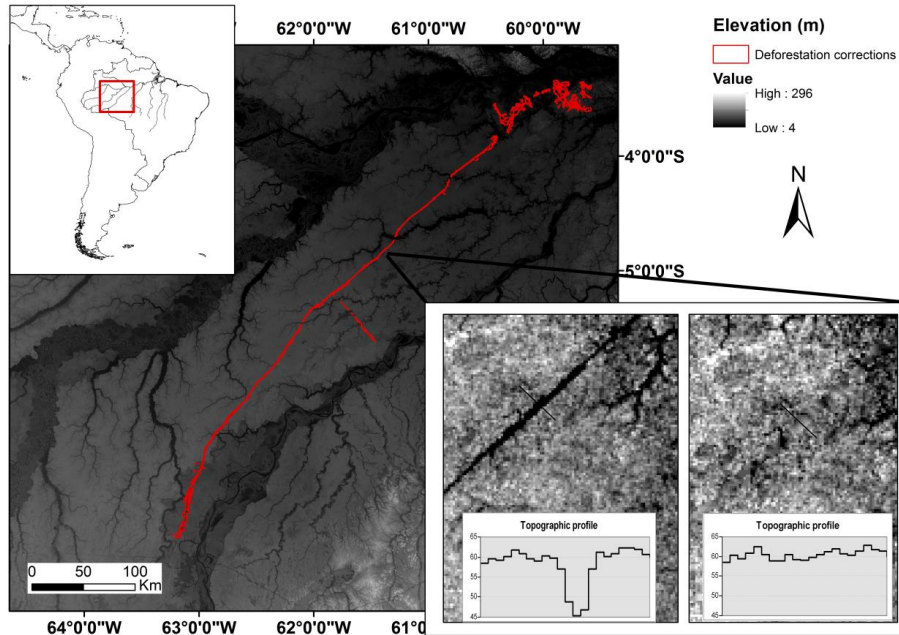 62°0'0"W 61°0'0"W 60°0'0"W
Elevation (m)
Deforestation corrections
Value
High : 296
Low : 4
N
4°0'0"S
5°0'0"S
0 50 100
Km
Topographic profile
65
60
55
50
45
Topographic profile
65
60
55
50
45
64°0'0"W 63°0'0"W 62°0'0"W 61°0